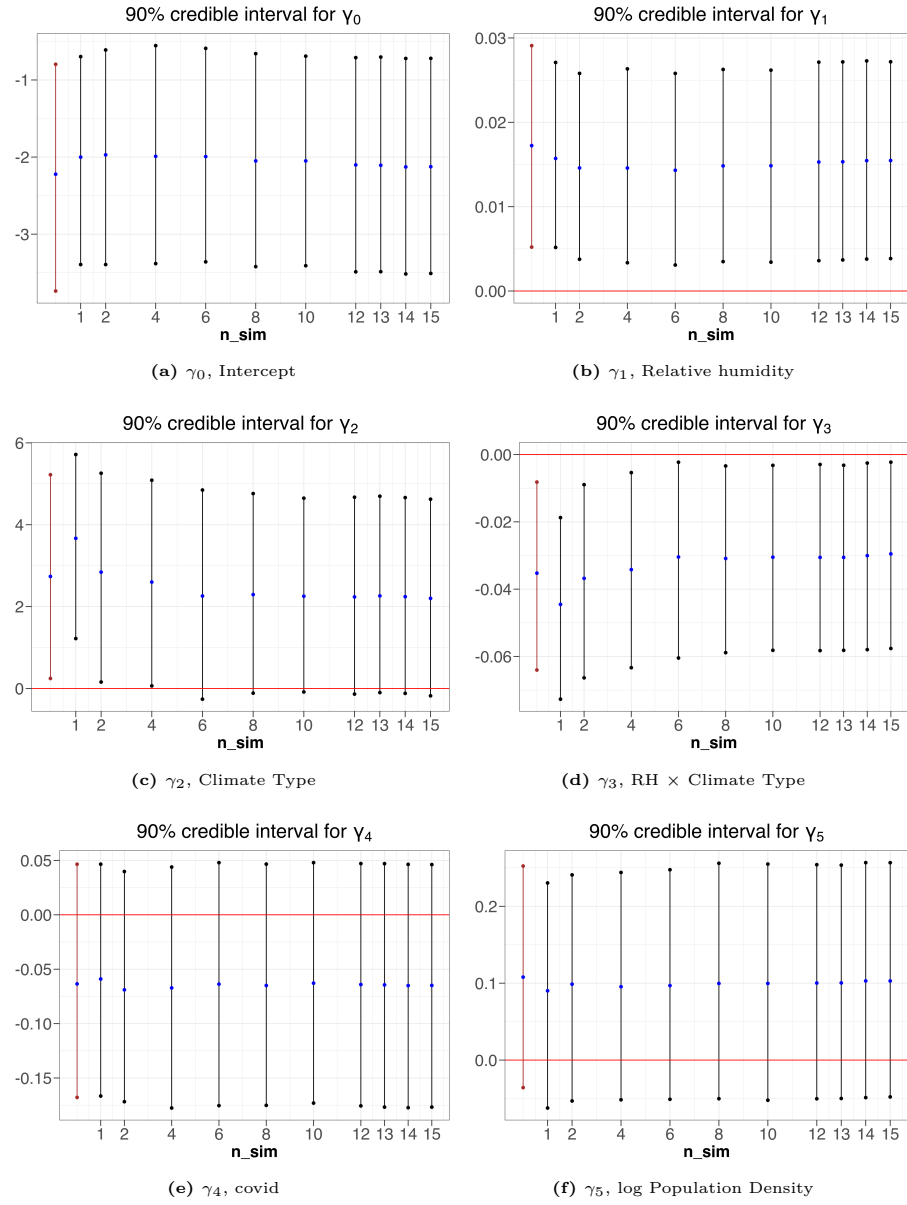 90% credible interval for γ0
-1
-2
-3
1 2 4 6 8 10 12 13 14 15
n_sim
(a) γ0, Intercept
90% credible interval for γ1
0.03
0.02
0.01
0.00
1 2 4 6 8 10 12 13 14 15
n_sim
(b) γ1, Relative humidity
90% credible interval for γ2
6
4
2
0
1 2 4 6 8 10 12 13 14 15
n_sim
(c) γ2, Climate Type
90% credible interval for γ3
0.00
-0.02
-0.04
-0.06
1 2 4 6 8 10 12 13 14 15
n_sim
(d) γ3, RH × Climate Type
90% credible interval for γ4
0.05
0.00
-0.05
-0.10
-0.15
1 2 4 6 8 10 12 13 14 15
n_sim
(e) γ4, covid
90% credible interval for γ5
0.2
0.1
0.0
1 2 4 6 8 10 12 13 14 15
n_sim
(f) γ5, log Population Density